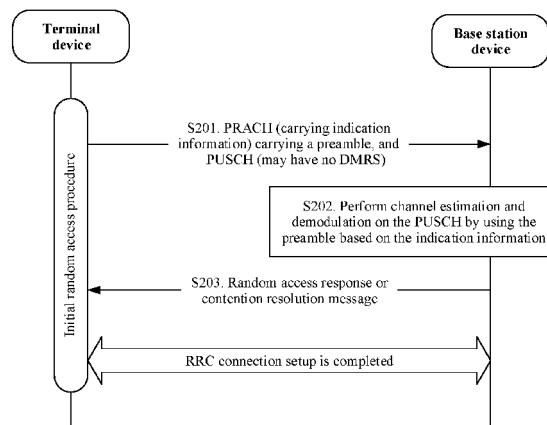 Terminal
device
Base station
device
S201. PRACH (carrying indication
information) carrying a preamble, and
PUSCH (may have no DMRS)
Initial random access procedure
S202. Perform channel estimation and
demodulation on the PUSCH by using the
preamble based on the indication information
S203. Random access response or
contention resolution message
RRC connection setup is completed